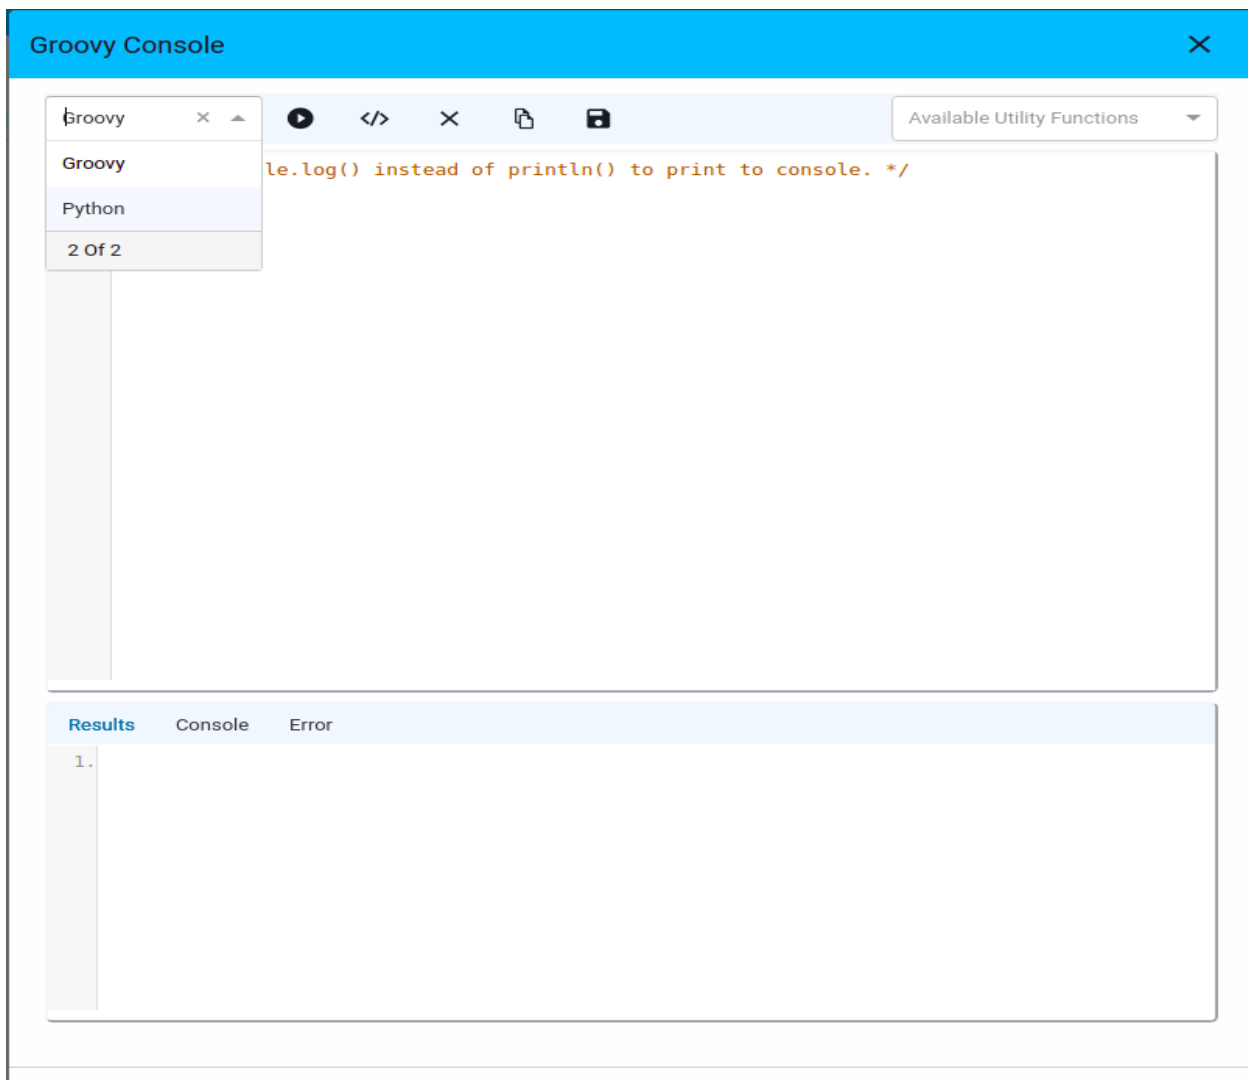 Groovy Console
Groovy
Available Utility Functions
Groovy
le.log() instead of println() to print to console. */
Python
2 Of 2
Results Console Error
1.